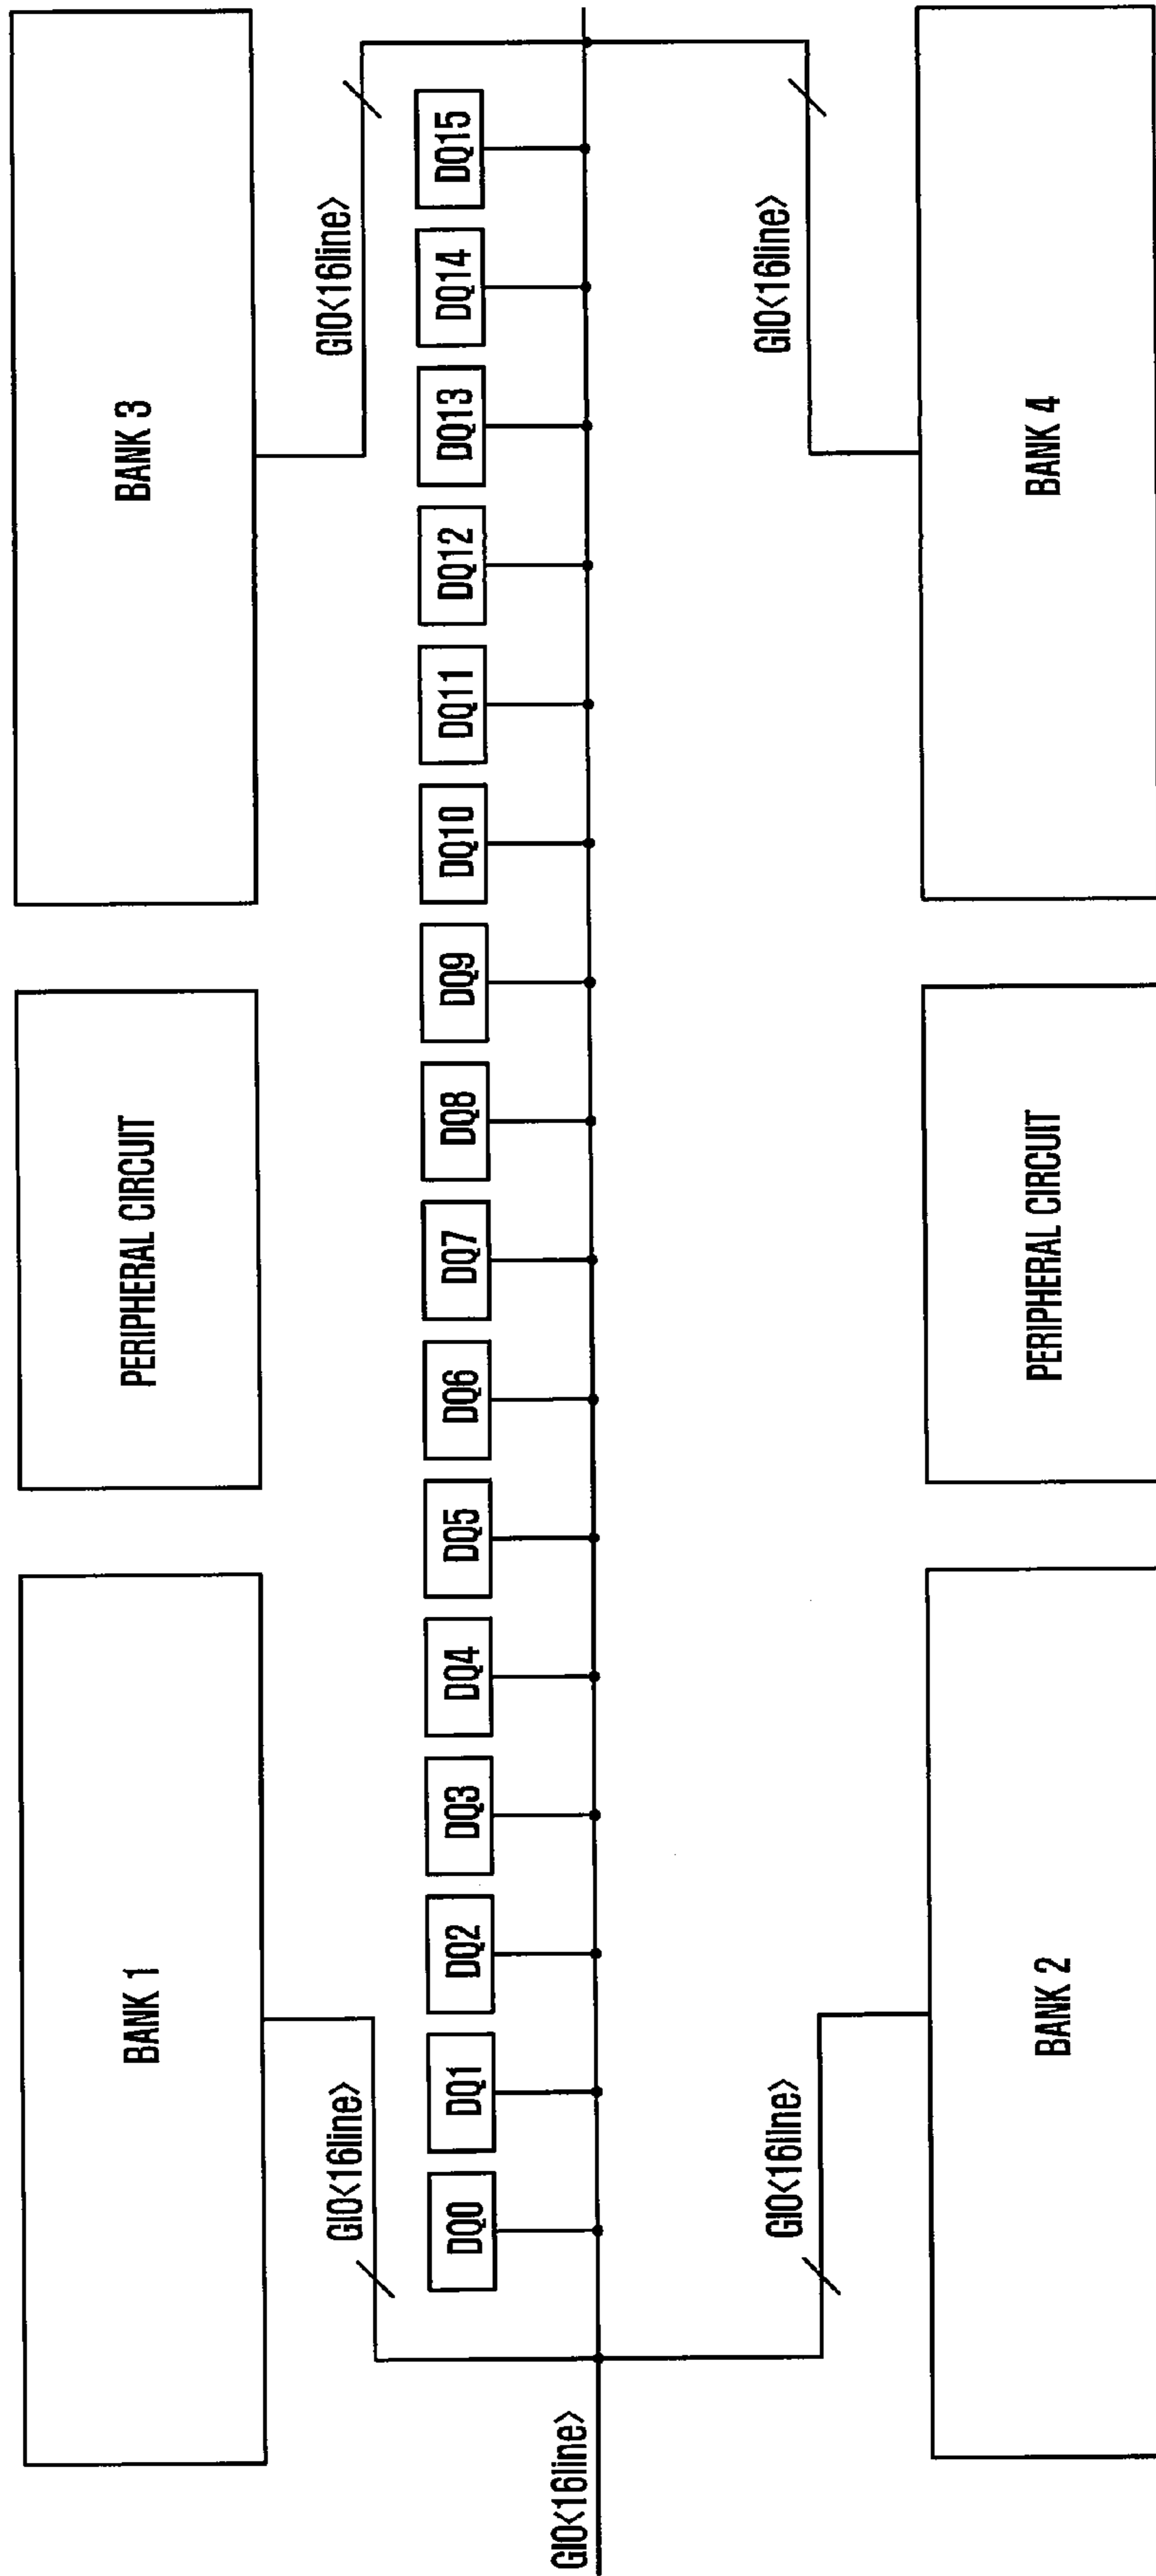 BANK 1
PERIPHERAL CIRCUIT
BANK 3
GIO<16line>
GIO<16line>
DQ0
DQ1
DQ2
DQ3
DQ4
DQ5
DQ6
DQ7
DQ8
DQ9
DQ10
DQ11
DQ12
DQ13
DQ14
DQ15
GIO<16line>
GIO<16line>
GIO<16line>
BANK 2
PERIPHERAL CIRCUIT
BANK 4